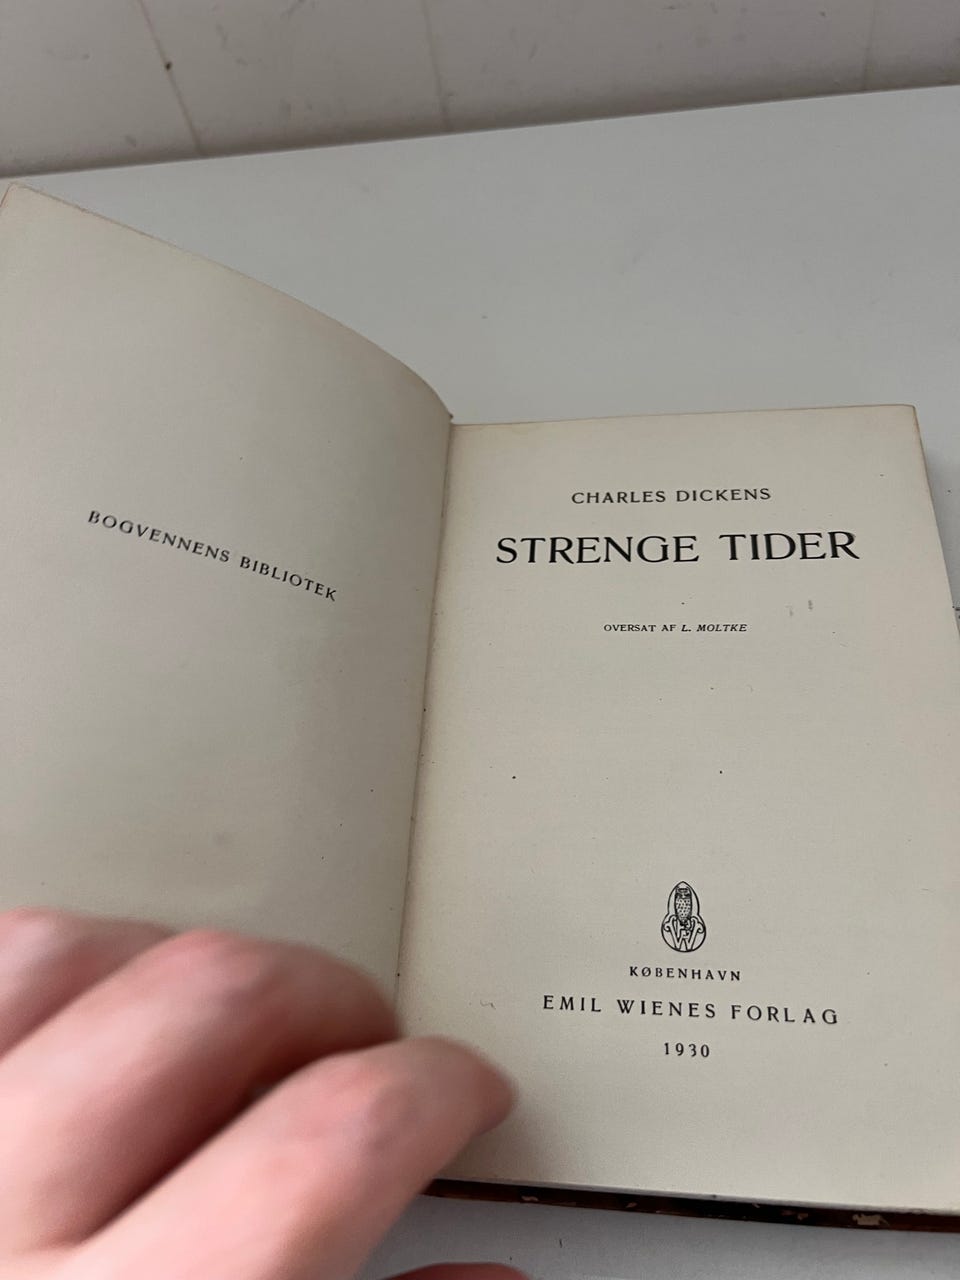 BOGVENNENS BIBLIOTEK
CHARLES DICKENS
STRENGE TIDER
OVERSAT AF L. MOLTKE
KØBENHAVN
EMIL WIENES FORLAG
1930